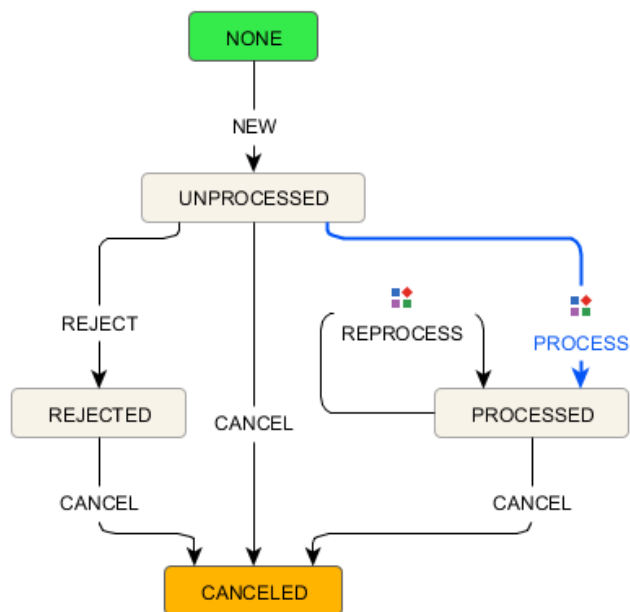 NONE
NEW
UNPROCESSED
REJECT
REPROCESS
PROCESS
REJECTED
CANCEL
PROCESSED
CANCEL
CANCEL
CANCELED